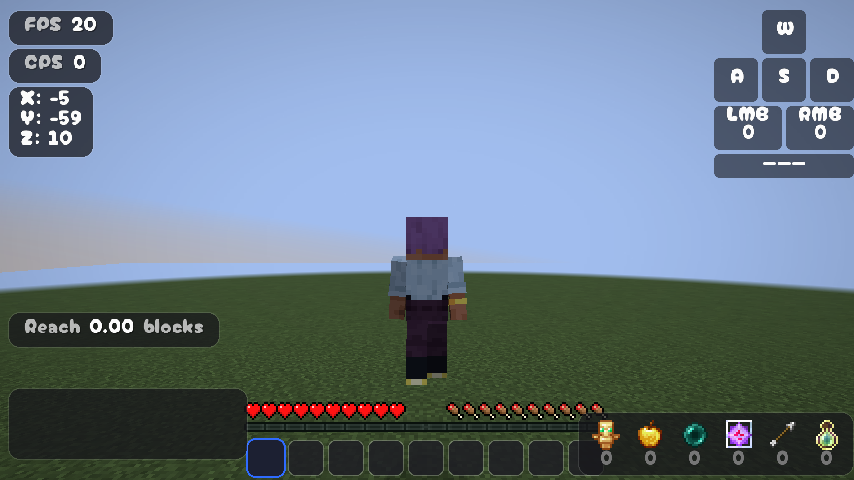 FPS 20
CPS 0
X: -5
Y: -59
Z: 10
W
A S D
LMB RMB
0 0
Reach 0.00 blocks
0 0 0 0 0 0